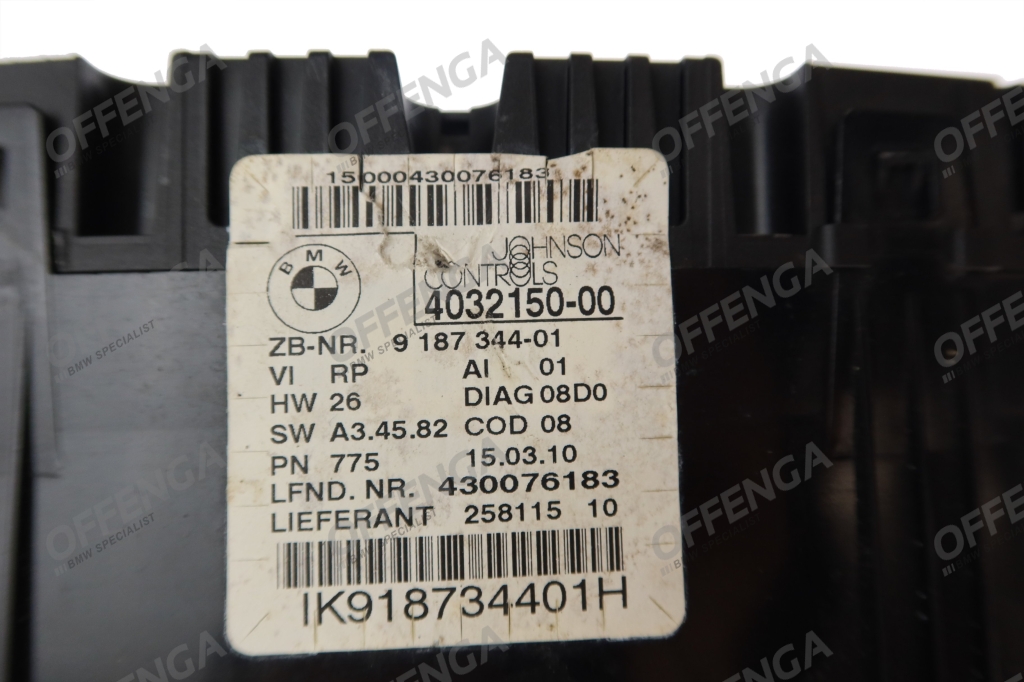 15000430076183
BMW
JOHNSON
CONTROLS
4032150-00
ZB-NR. 9 187 344-01
VI RP AI 01
HW 26 DIAG 08D0
SW A3.45.82 COD 08
PN 775 15.03.10
LFND. NR. 430076183
LIEFERANT 258115 10
IK918734401H
OFFENGA
BMW SPECIALIST